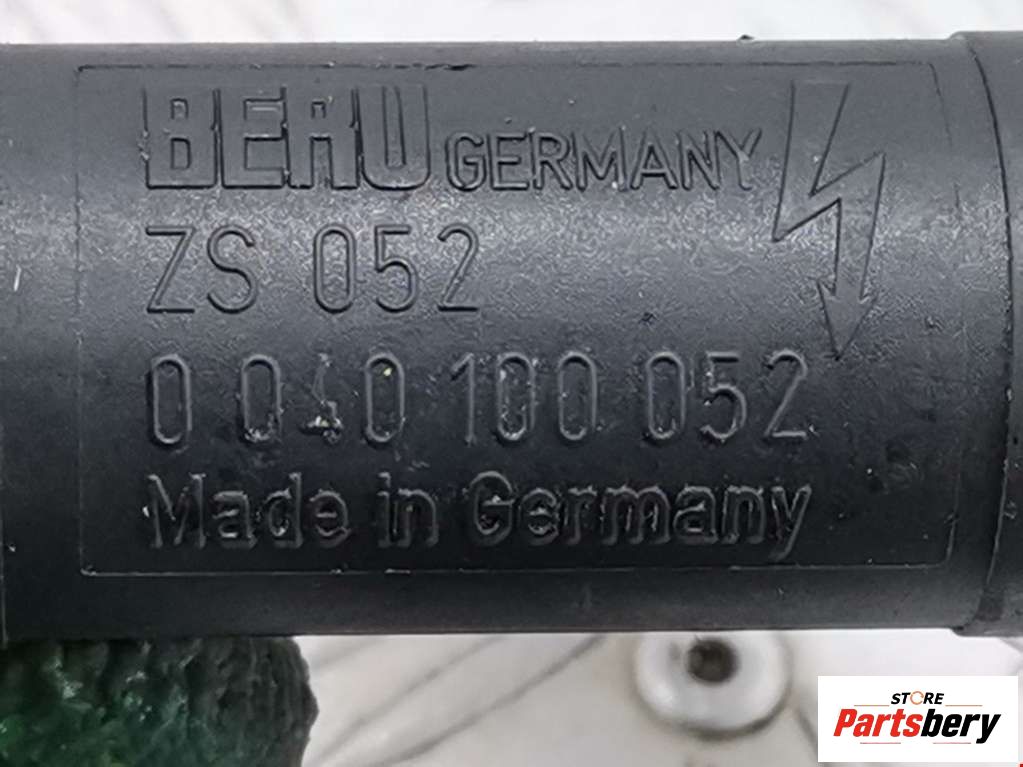 BERU GERMANY
ZS 052
0 040 100 052
Made in Germany
STORE
Partsbery